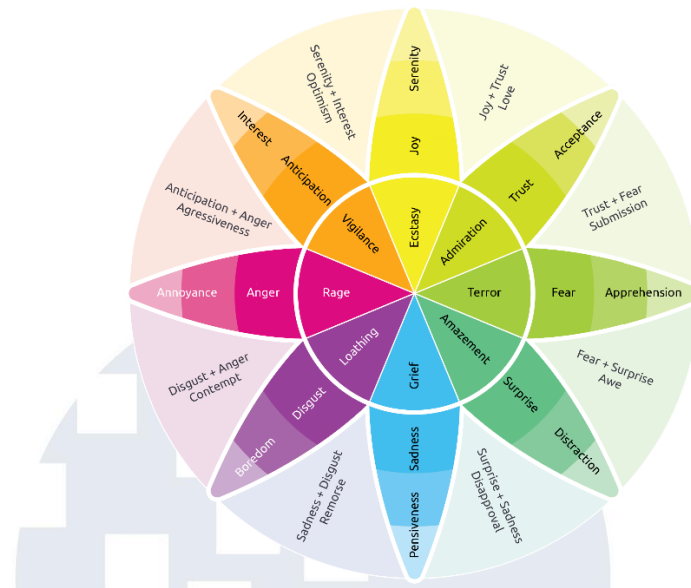 Serenity
Joy
Ecstasy
Joy + Trust
Love
Acceptance
Trust
Admiration
Trust + Fear
Submission
Terror
Fear
Apprehension
Fear + Surprise
Awe
Amazement
Surprise
Distraction
Surprise + Sadness
Disapproval
Grief
Sadness
Pensiveness
Sadness + Disgust
Remorse
Loathing
Disgust
Boredom
Disgust + Anger
Contempt
Rage
Anger
Annoyance
Anticipation + Anger
Agressiveness
Vigilance
Anticipation
Interest
Serenity + Interest
Optimism